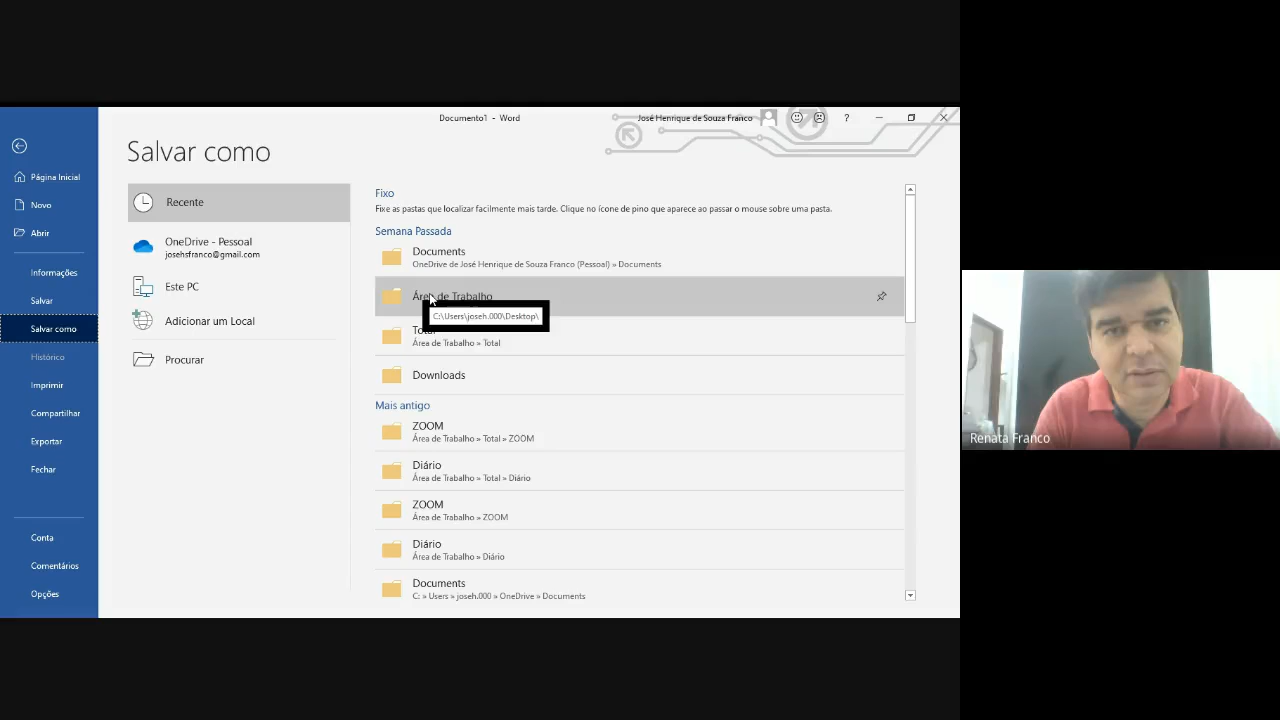 Documento1 - Word
José Henrique de Souza Franco
?
Salvar como
Página Inicial
Novo
Abrir
Informações
Salvar
Salvar como
Histórico
Imprimir
Compartilhar
Exportar
Fechar
Conta
Comentários
Opções
Recente
OneDrive - Pessoal
josehsfranco@gmail.com
Este PC
Adicionar um Local
Procurar
Fixo
Fixe as pastas que localizar facilmente mais tarde. Clique no ícone de pino que aparece ao passar o mouse sobre uma pasta.
Semana Passada
Documents
OneDrive de José Henrique de Souza Franco (Pessoal) » Documents
Área de Trabalho
C:\Users\joseh.000\Desktop\
Total
Área de Trabalho » Total
Downloads
Mais antigo
ZOOM
Área de Trabalho » Total » ZOOM
Diário
Área de Trabalho » Total » Diário
ZOOM
Área de Trabalho » ZOOM
Diário
Área de Trabalho » Diário
Documents
C: » Users » joseh.000 » OneDrive » Documents
Renata Franco